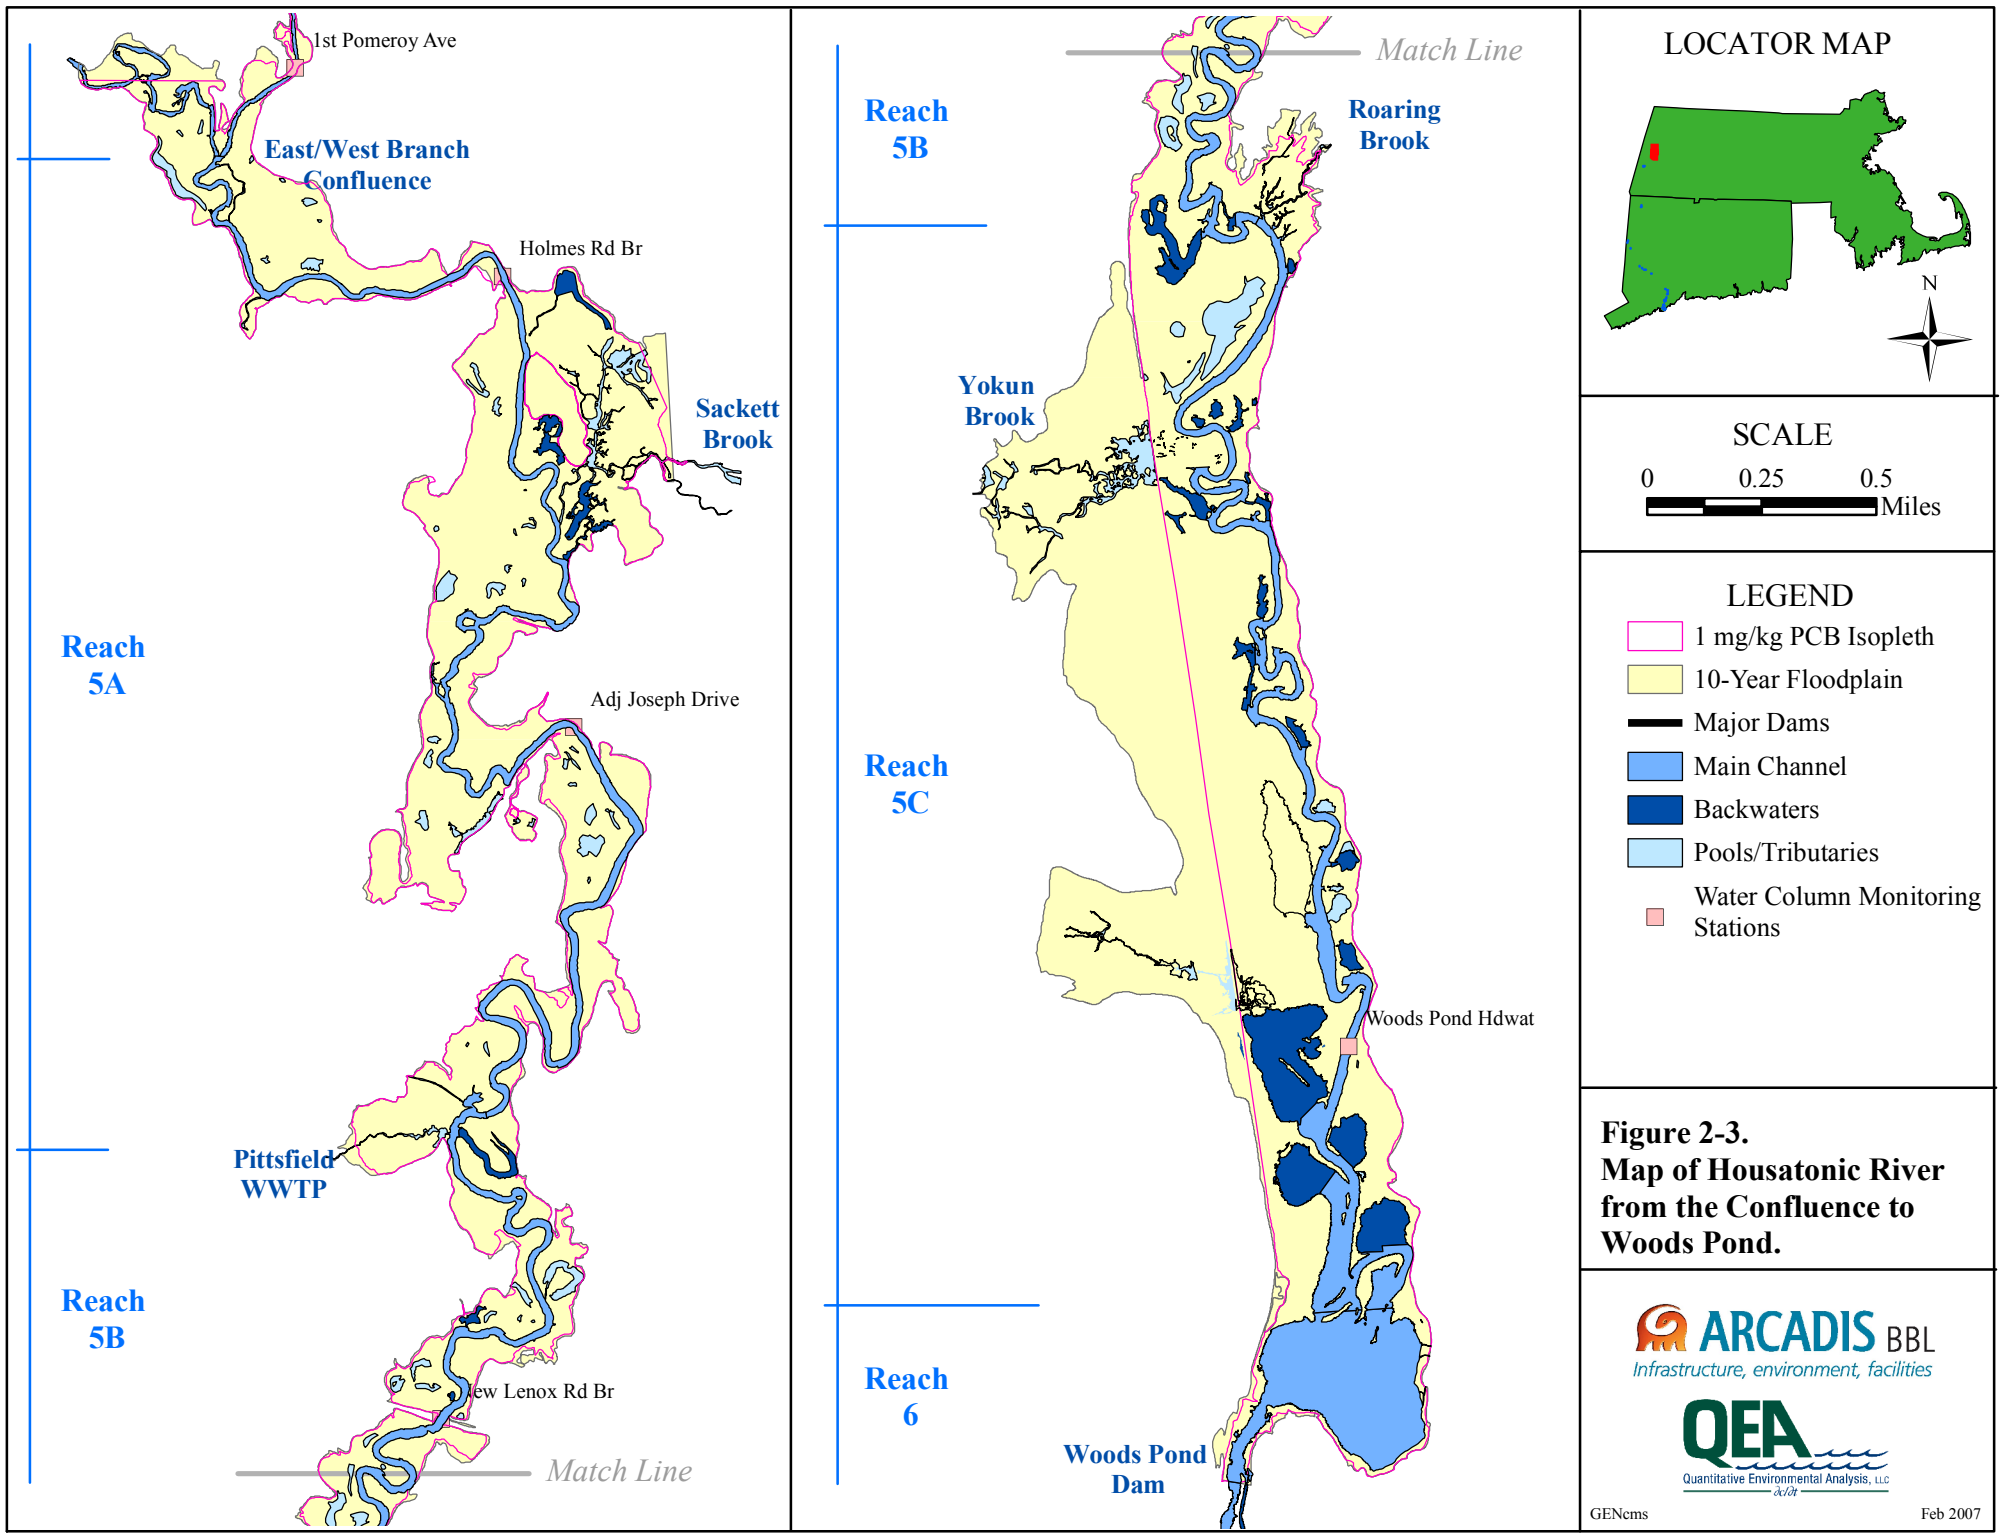 1st Pomeroy Ave
East/West Branch
Confluence
Holmes Rd Br
Sackett
Brook
Reach
5A
Adj Joseph Drive
Pittsfield
WWTP
Reach
5B
ew Lenox Rd Br
Match Line
Match Line
Reach
5B
Roaring
Brook
Yokun
Brook
Reach
5C
Woods Pond Hdwat
Reach
6
Woods Pond
Dam
LOCATOR MAP
N
SCALE
0 0.25 0.5
Miles
LEGEND
1 mg/kg PCB Isopleth
10-Year Floodplain
Major Dams
Main Channel
Backwaters
Pools/Tributaries
Water Column Monitoring
Stations
Figure 2-3.
Map of Housatonic River
from the Confluence to
Woods Pond.
ARCADIS BBL
Infrastructure, environment, facilities
QEA
Quantitative Environmental Analysis, LLC
∂c/∂t
GENcms Feb 2007